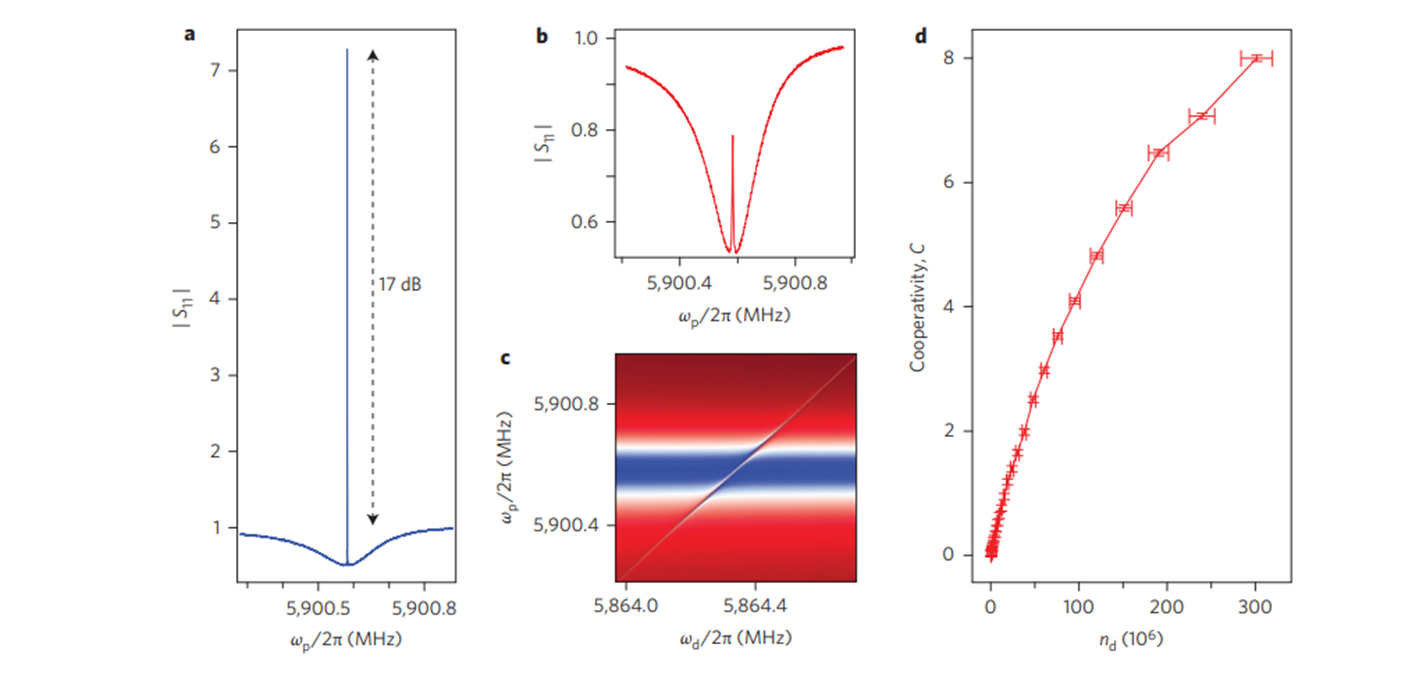 a
7
6
5
4
3
2
1
| S₁₁ |
17 dB
5,900.5 5,900.8
ωp/2π (MHz)
b
1.0
0.8
0.6
| S₁₁ |
5,900.4 5,900.8
ωp/2π (MHz)
c
5,900.8
5,900.4
ωp/2π (MHz)
5,864.0 5,864.4
ωd/2π (MHz)
d
8
6
4
2
0
Cooperativity, C
0 100 200 300
nd (10⁶)